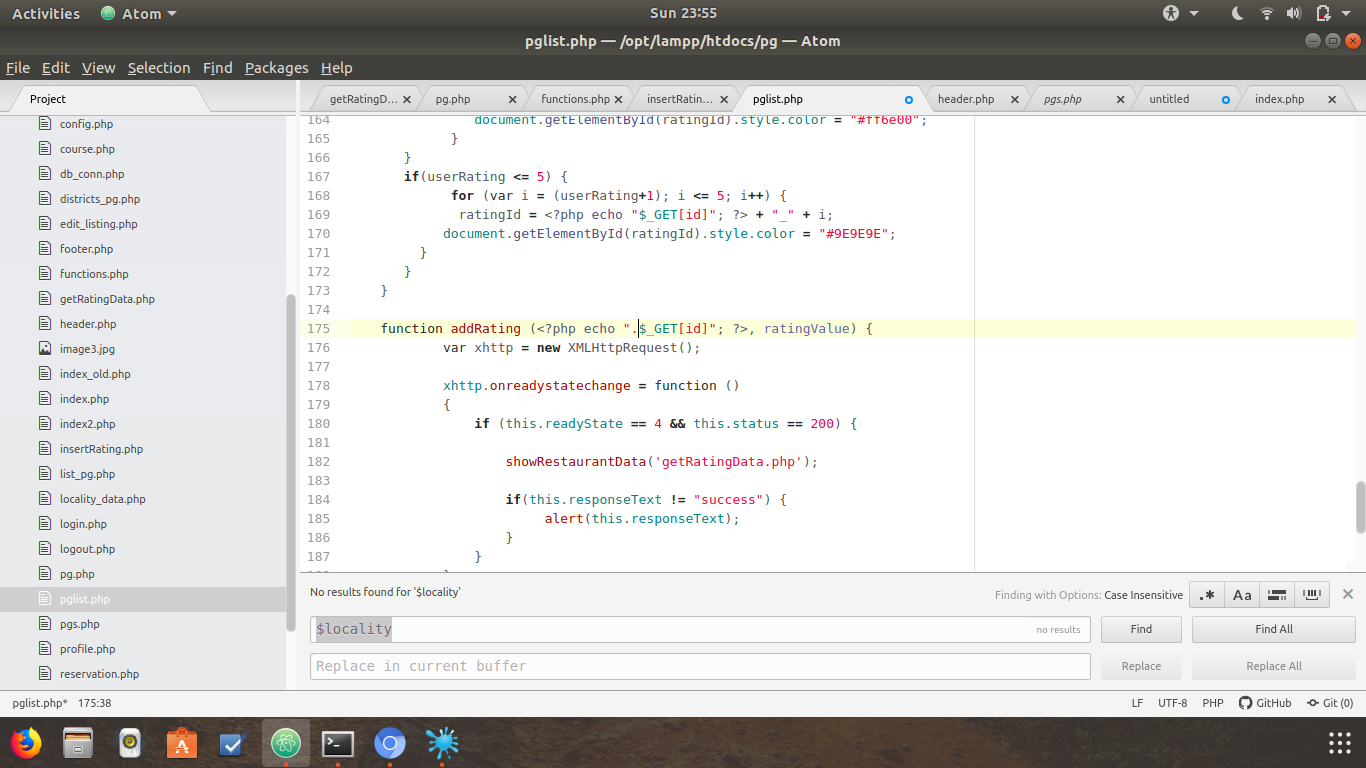 Activities Atom Sun 23:55
pglist.php — /opt/lampp/htdocs/pg — Atom
File Edit View Selection Find Packages Help
Project
config.php
course.php
db_conn.php
districts_pg.php
edit_listing.php
footer.php
functions.php
getRatingData.php
header.php
image3.jpg
index_old.php
index.php
index2.php
insertRating.php
list_pg.php
locality_data.php
login.php
logout.php
pg.php
pglist.php
pgs.php
profile.php
reservation.php
getRatingD... pg.php functions.php insertRatin... pglist.php header.php pgs.php untitled index.php
164 document.getElementById(ratingId).style.color = "#ff6e00";
165 }
166 }
167 if(userRating <= 5) {
168 for (var i = (userRating+1); i <= 5; i++) {
169 ratingId = <?php echo "$_GET[id]"; ?> + "_" + i;
170 document.getElementById(ratingId).style.color = "#9E9E9E";
171 }
172 }
173 }
174
175 function addRating (<?php echo ".$_GET[id]"; ?>, ratingValue) {
176 var xhttp = new XMLHttpRequest();
177
178 xhttp.onreadystatechange = function ()
179 {
180 if (this.readyState == 4 && this.status == 200) {
181
182 showRestaurantData('getRatingData.php');
183
184 if(this.responseText != "success") {
185 alert(this.responseText);
186 }
187 }
No results found for '$locality' Finding with Options: Case Insensitive .* Aa
$locality no results Find Find All
Replace in current buffer Replace Replace All
pglist.php* 175:38 LF UTF-8 PHP GitHub Git (0)